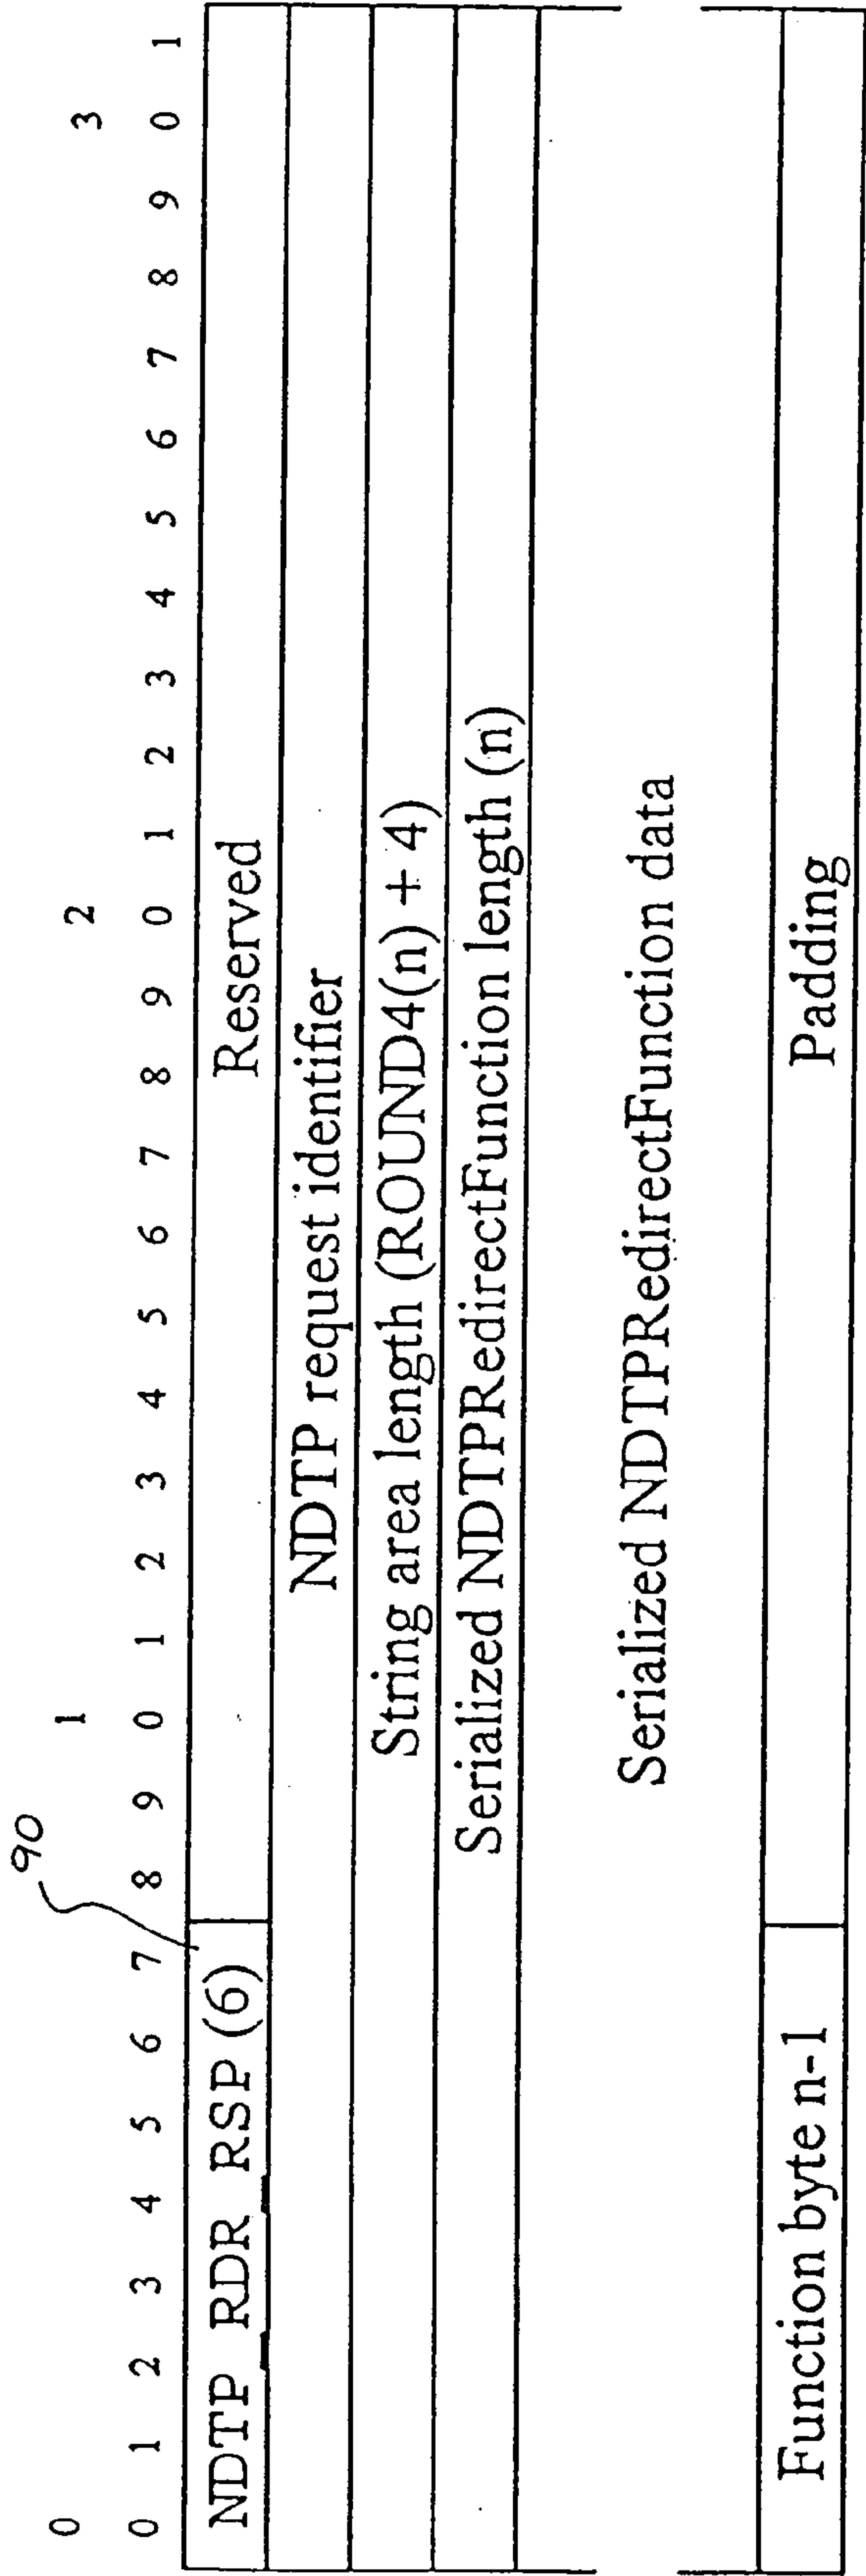 0 1 2 3
0 1 2 3 4 5 6 7 8 9 0 1 2 3 4 5 6 7 8 9 0 1 2 3 4 5 6 7 8 9 0 1
90
NDTP_RDR_RSP (6) Reserved
NDTP request identifier
String area length (ROUND4(n) + 4)
Serialized NDTPRedirectFunction length (n)
Serialized NDTPRedirectFunction data
Function byte n-1 Padding